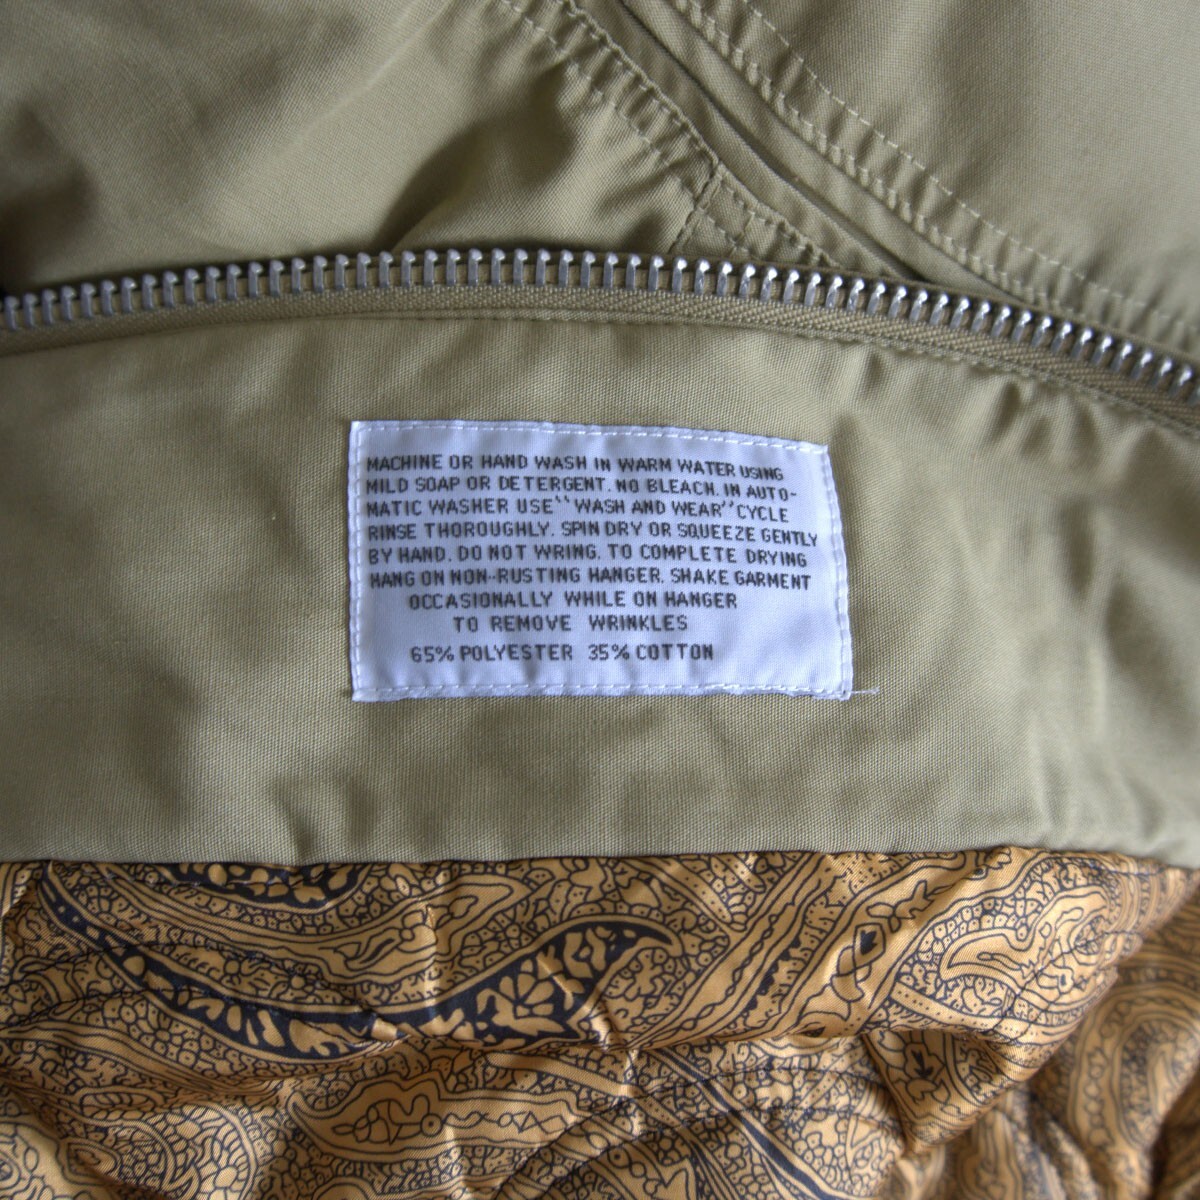 MACHINE OR HAND WASH IN WARM WATER USING
MILD SOAP OR DETERGENT. NO BLEACH. IN AUTO-
MATIC WASHER USE "WASH AND WEAR" CYCLE
RINSE THOROUGHLY. SPIN DRY OR SQUEEZE GENTLY
BY HAND. DO NOT WRING. TO COMPLETE DRYING
HANG ON NON-RUSTING HANGER. SHAKE GARMENT
OCCASIONALLY WHILE ON HANGER
TO REMOVE WRINKLES
65% POLYESTER 35% COTTON